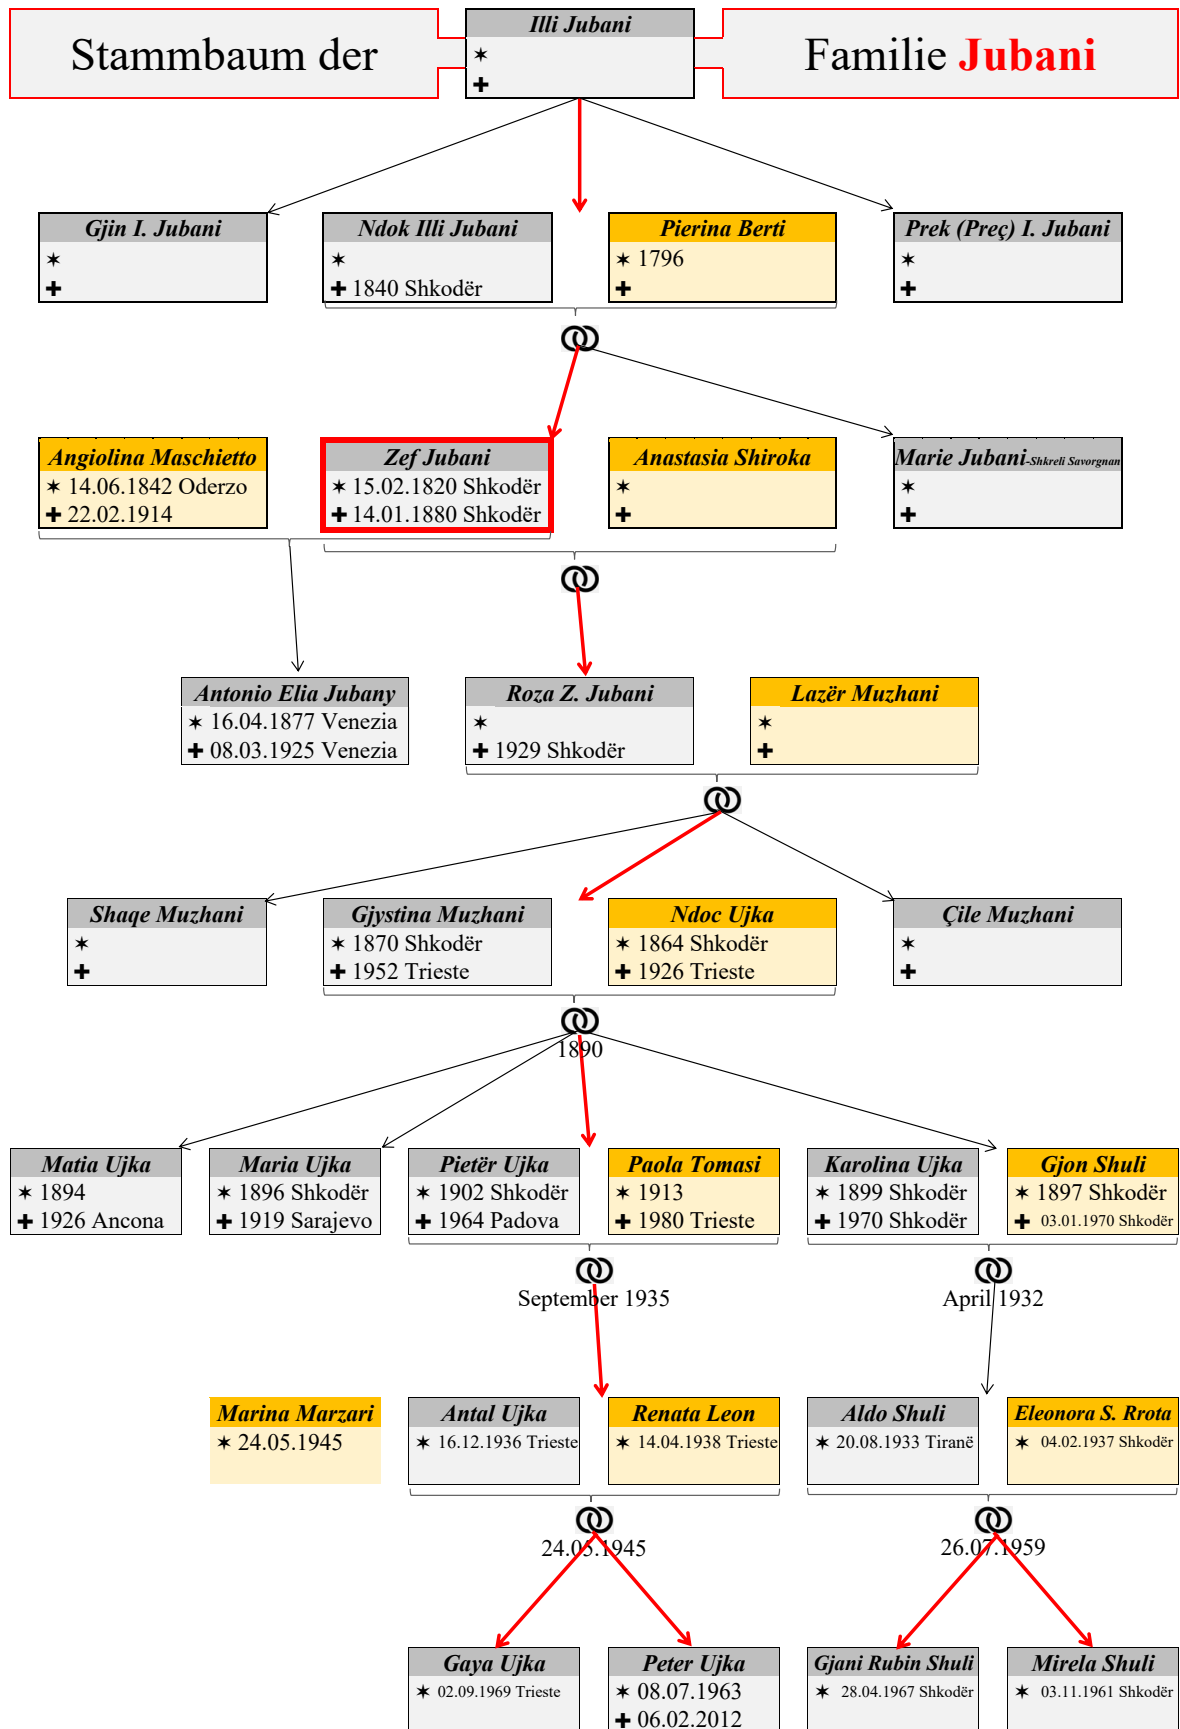 Stammbaum der
Illi Jubani
✶
✚
Familie Jubani
Gjin I. Jubani
✶
✚
Ndok Illi Jubani
✶
✚ 1840 Shkodër
Pierina Berti
✶ 1796
✚
Prek (Preç) I. Jubani
✶
✚
Angiolina Maschietto
✶ 14.06.1842 Oderzo
✚ 22.02.1914
Zef Jubani
✶ 15.02.1820 Shkodër
✚ 14.01.1880 Shkodër
Anastasia Shiroka
✶
✚
Marie Jubani-Shkreli Savorgnan
✶
✚
Antonio Elia Jubany
✶ 16.04.1877 Venezia
✚ 08.03.1925 Venezia
Roza Z. Jubani
✶
✚ 1929 Shkodër
Lazër Muzhani
✶
✚
Shaqe Muzhani
✶
✚
Gjystina Muzhani
✶ 1870 Shkodër
✚ 1952 Trieste
Ndoc Ujka
✶ 1864 Shkodër
✚ 1926 Trieste
Çile Muzhani
✶
✚
1890
Matia Ujka
✶ 1894
✚ 1926 Ancona
Maria Ujka
✶ 1896 Shkodër
✚ 1919 Sarajevo
Pietër Ujka
✶ 1902 Shkodër
✚ 1964 Padova
Paola Tomasi
✶ 1913
✚ 1980 Trieste
Karolina Ujka
✶ 1899 Shkodër
✚ 1970 Shkodër
Gjon Shuli
✶ 1897 Shkodër
✚ 03.01.1970 Shkodër
September 1935
April 1932
Marina Marzari
✶ 24.05.1945
Antal Ujka
✶ 16.12.1936 Trieste
Renata Leon
✶ 14.04.1938 Trieste
Aldo Shuli
✶ 20.08.1933 Tiranë
Eleonora S. Rrota
✶ 04.02.1937 Shkodër
24.05.1945
26.07.1959
Gaya Ujka
✶ 02.09.1969 Trieste
Peter Ujka
✶ 08.07.1963
✚ 06.02.2012
Gjani Rubin Shuli
✶ 28.04.1967 Shkodër
Mirela Shuli
✶ 03.11.1961 Shkodër